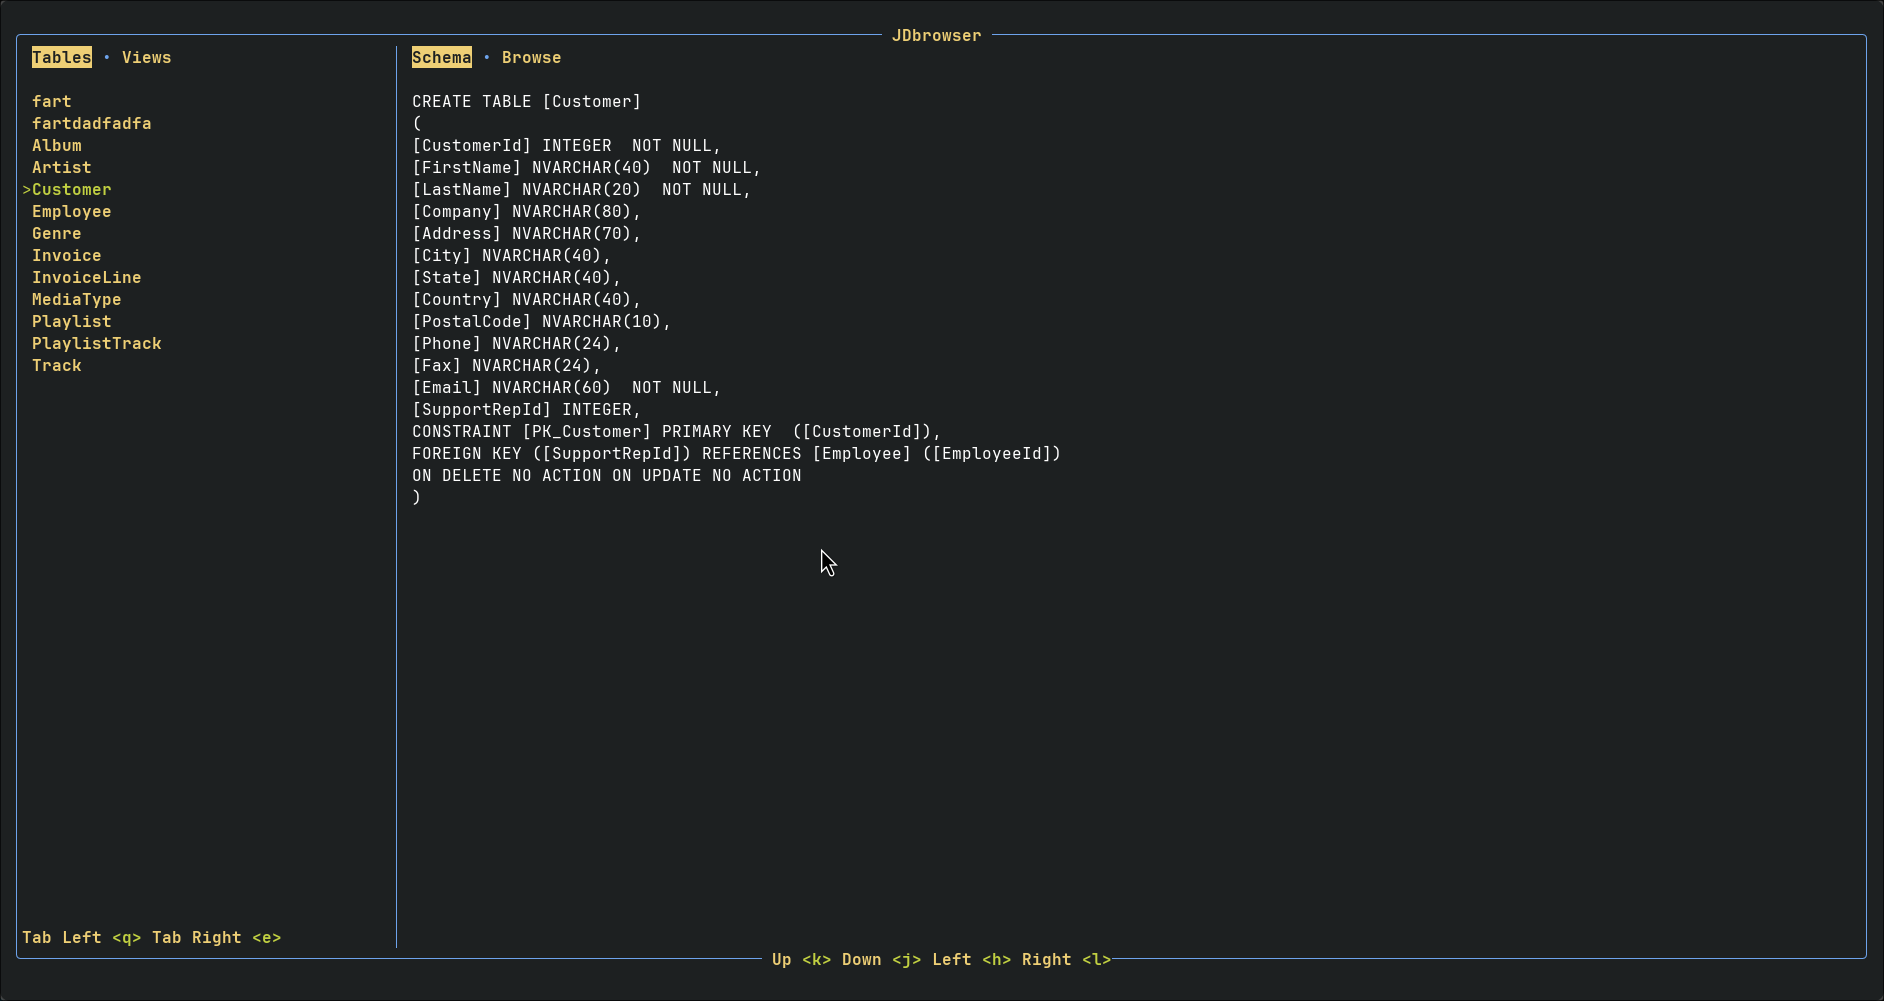 JDbrowser
Tables • Views
fart
fartdadfadfa
Album
Artist
>Customer
Employee
Genre
Invoice
InvoiceLine
MediaType
Playlist
PlaylistTrack
Track
Tab Left <q> Tab Right <e>
Schema • Browse
CREATE TABLE [Customer]
(
[CustomerId] INTEGER  NOT NULL,
[FirstName] NVARCHAR(40)  NOT NULL,
[LastName] NVARCHAR(20)  NOT NULL,
[Company] NVARCHAR(80),
[Address] NVARCHAR(70),
[City] NVARCHAR(40),
[State] NVARCHAR(40),
[Country] NVARCHAR(40),
[PostalCode] NVARCHAR(10),
[Phone] NVARCHAR(24),
[Fax] NVARCHAR(24),
[Email] NVARCHAR(60)  NOT NULL,
[SupportRepId] INTEGER,
CONSTRAINT [PK_Customer] PRIMARY KEY  ([CustomerId]),
FOREIGN KEY ([SupportRepId]) REFERENCES [Employee] ([EmployeeId])
ON DELETE NO ACTION ON UPDATE NO ACTION
)
Up <k> Down <j> Left <h> Right <l>